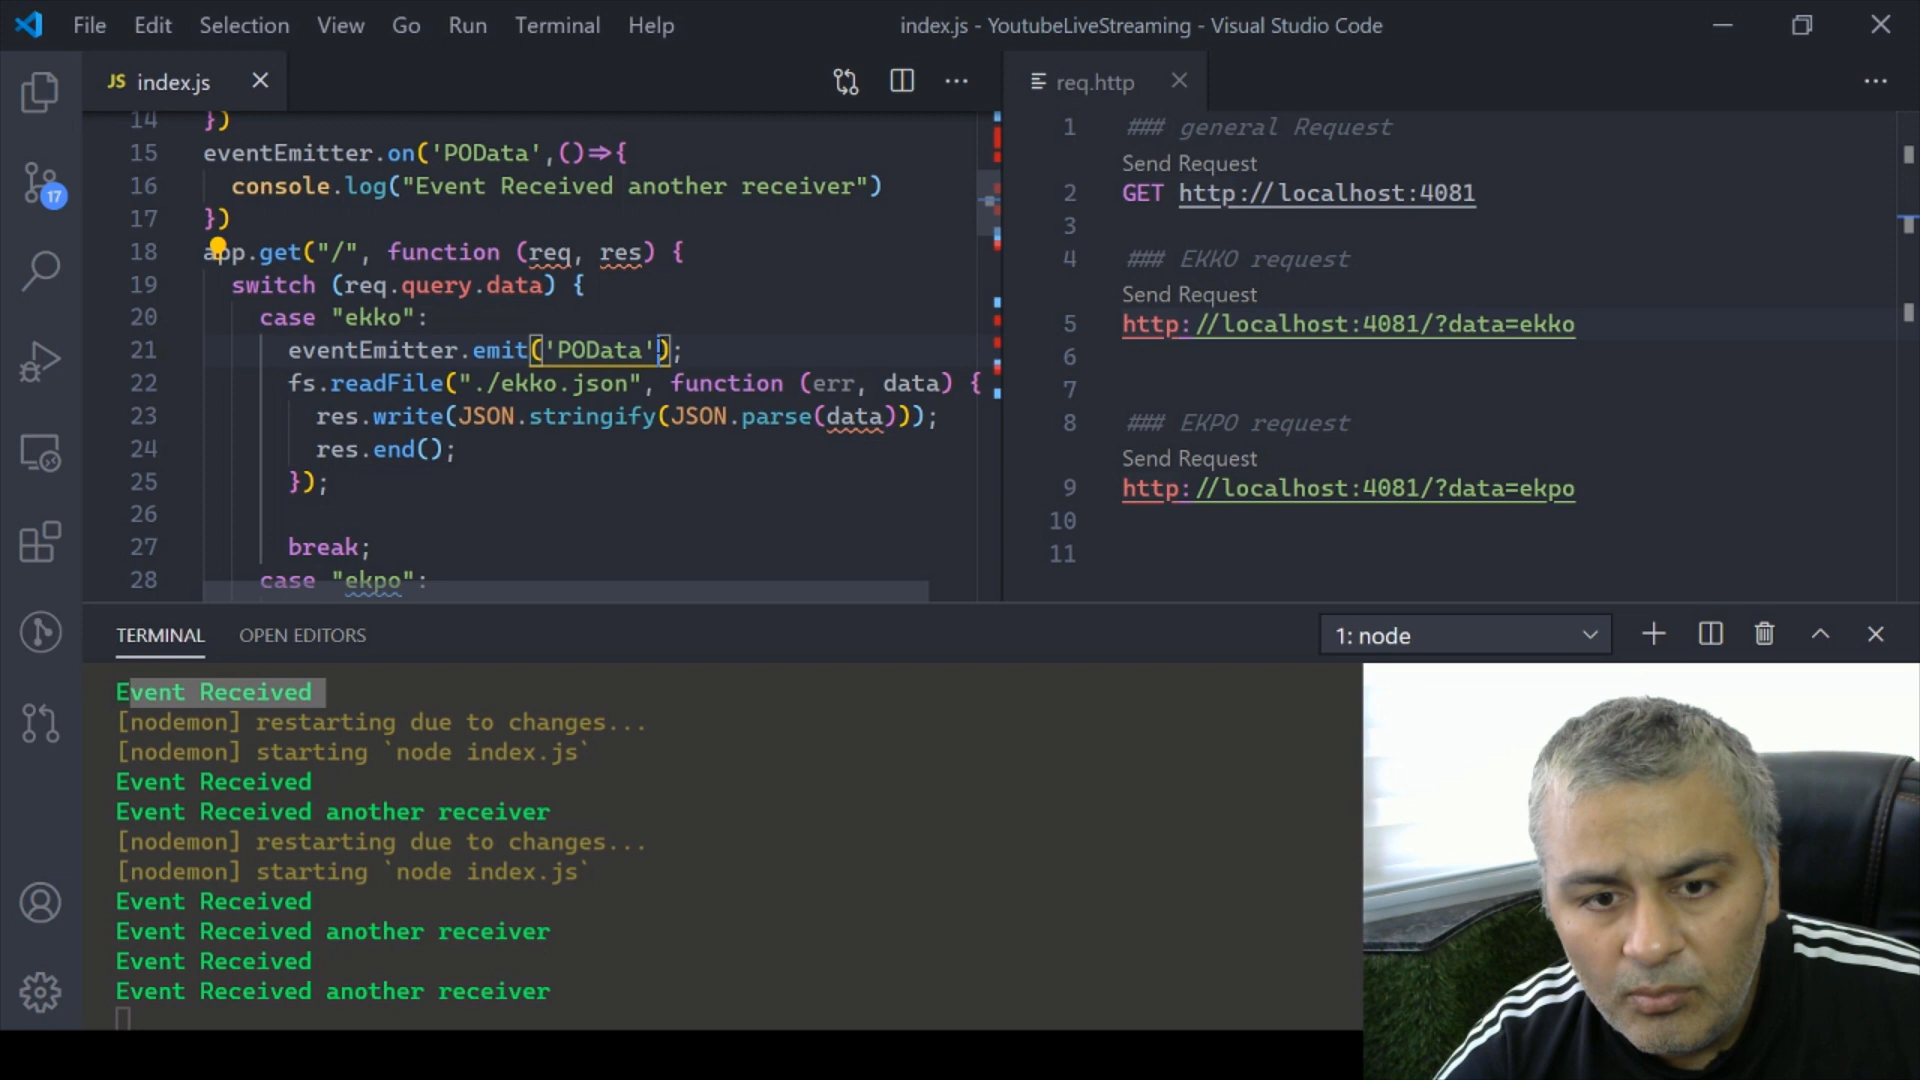 File Edit Selection View Go Run Terminal Help
index.js - YoutubeLiveStreaming - Visual Studio Code
JS index.js
req.http
17
14 })
15 eventEmitter.on('POData',()=>{
16 console.log("Event Received another receiver")
17 })
18 app.get("/", function (req, res) {
19 switch (req.query.data) {
20 case "ekko":
21 eventEmitter.emit('POData');
22 fs.readFile("./ekko.json", function (err, data) {
23 res.write(JSON.stringify(JSON.parse(data)));
24 res.end();
25 });
26
27 break;
28 case "ekpo":
1 ### general Request
Send Request
2 GET http://localhost:4081
3
4 ### EKKO request
Send Request
5 http://localhost:4081/?data=ekko
6
7
8 ### EKPO request
Send Request
9 http://localhost:4081/?data=ekpo
10
11
TERMINAL OPEN EDITORS
1: node
Event Received
[nodemon] restarting due to changes...
[nodemon] starting `node index.js`
Event Received
Event Received another receiver
[nodemon] restarting due to changes...
[nodemon] starting `node index.js`
Event Received
Event Received another receiver
Event Received
Event Received another receiver